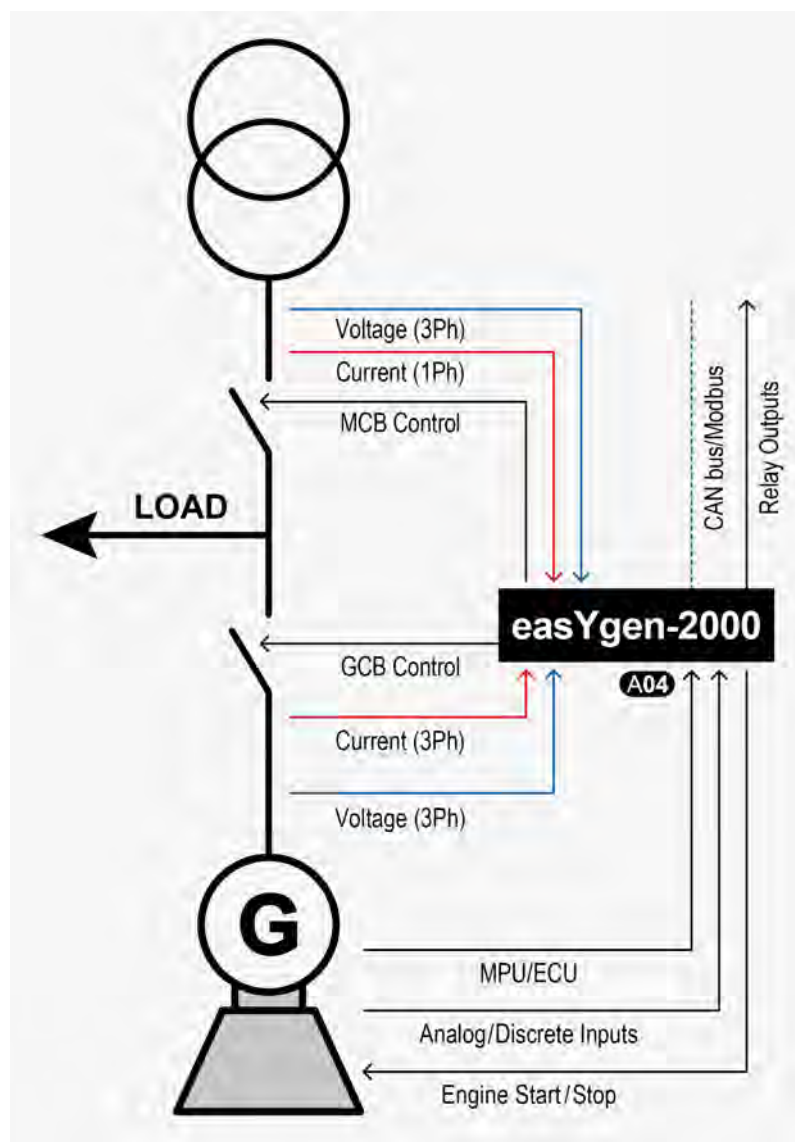 Voltage (3Ph)
Current (1Ph)
MCB Control
CAN bus/Modbus
Relay Outputs
LOAD
easYgen-2000
GCB Control
A04
Current (3Ph)
Voltage (3Ph)
G
MPU/ECU
Analog/Discrete Inputs
Engine Start/Stop